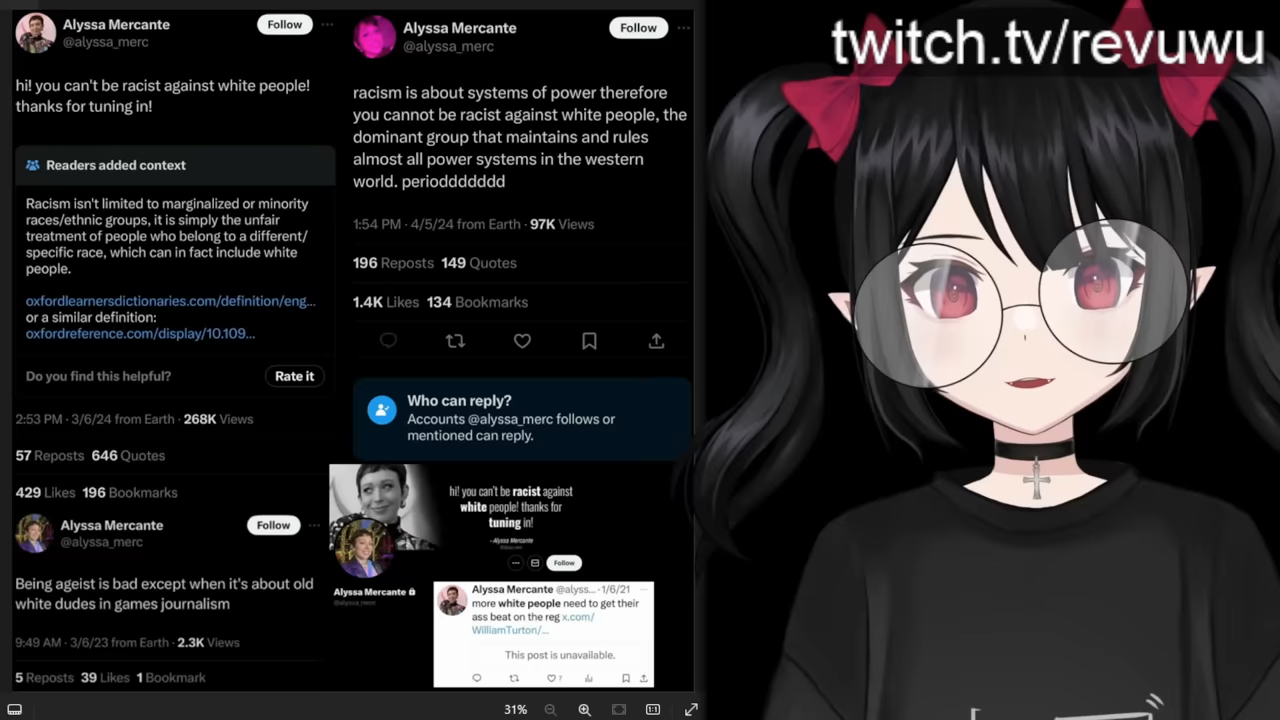 Alyssa Mercante
@alyssa_merc
Follow
hi! you can't be racist against white people!
thanks for tuning in!
Readers added context
Racism isn't limited to marginalized or minority
races/ethnic groups, it is simply the unfair
treatment of people who belong to a different/
specific race, which can in fact include white
people.
oxfordlearnersdictionaries.com/definition/eng...
or a similar definition:
oxfordreference.com/display/10.109...
Do you find this helpful?
Rate it
2:53 PM · 3/6/24 from Earth · 268K Views
57 Reposts 646 Quotes
429 Likes 196 Bookmarks
Alyssa Mercante
@alyssa_merc
Follow
Being ageist is bad except when it's about old
white dudes in games journalism
9:49 AM · 3/6/23 from Earth · 2.3K Views
5 Reposts 39 Likes 1 Bookmark
Alyssa Mercante
@alyssa_merc
Follow
racism is about systems of power therefore
you cannot be racist against white people, the
dominant group that maintains and rules
almost all power systems in the western
world. perioddddddd
1:54 PM · 4/5/24 from Earth · 97K Views
196 Reposts 149 Quotes
1.4K Likes 134 Bookmarks
Who can reply?
Accounts @alyssa_merc follows or
mentioned can reply.
hi! you can't be racist against
white people! thanks for
tuning in!
- Alyssa Mercante
Follow
Alyssa Mercante
@alyssa_merc
Alyssa Mercante @alyss... · 1/6/21
more white people need to get their
ass beat on the reg x.com/
WilliamTurton/...
This post is unavailable.
7
31%
1:1
twitch.tv/revuwu